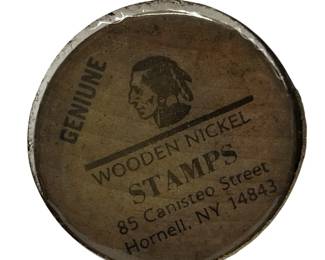 GENIUNE
WOODEN NICKEL
STAMPS
85 Canisteo Street
Hornell, NY 14843